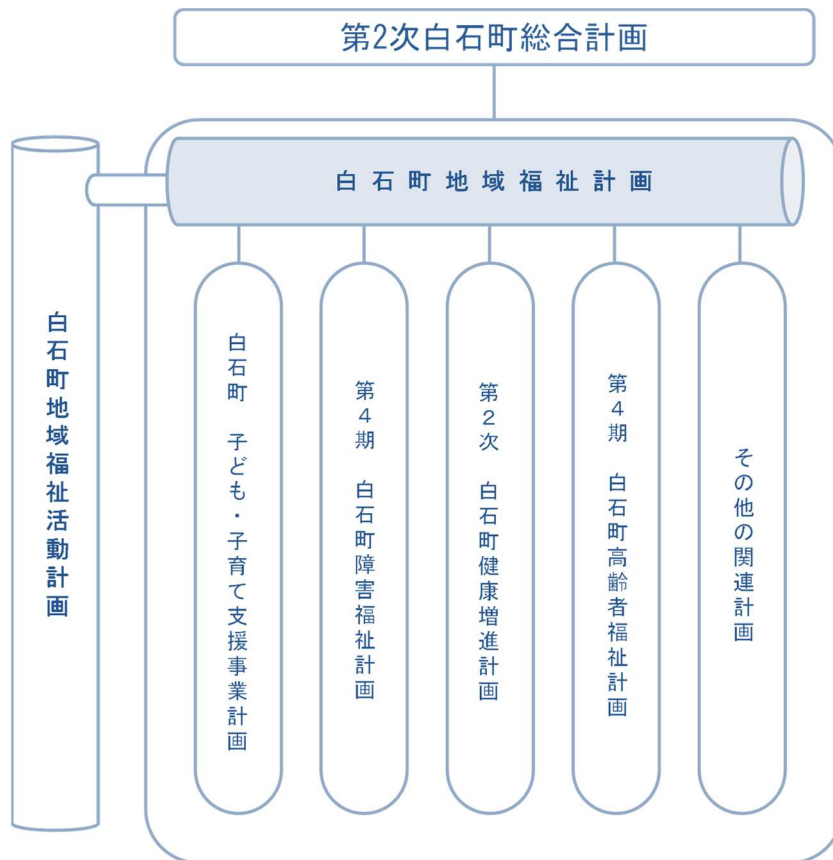 第2次白石町総合計画
白石町地域福祉計画
白石町地域福祉活動計画
白石町 子ども・子育て支援事業計画
第4期 白石町障害福祉計画
第2次 白石町健康増進計画
第4期 白石町高齢者福祉計画
その他の関連計画